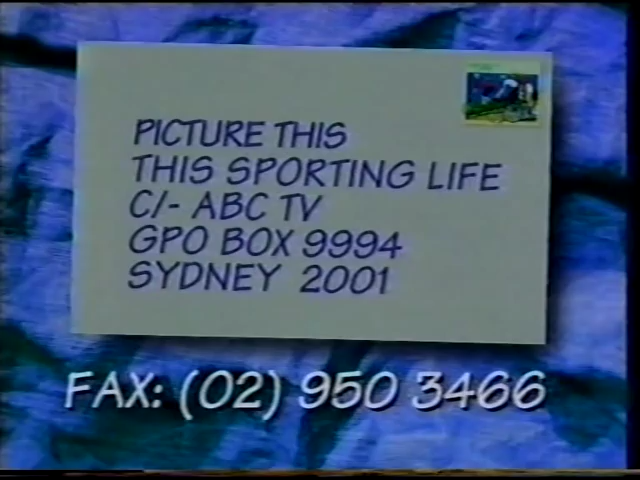 PICTURE THIS
THIS SPORTING LIFE
C/- ABC TV
GPO BOX 9994
SYDNEY 2001
FAX: (02) 950 3466